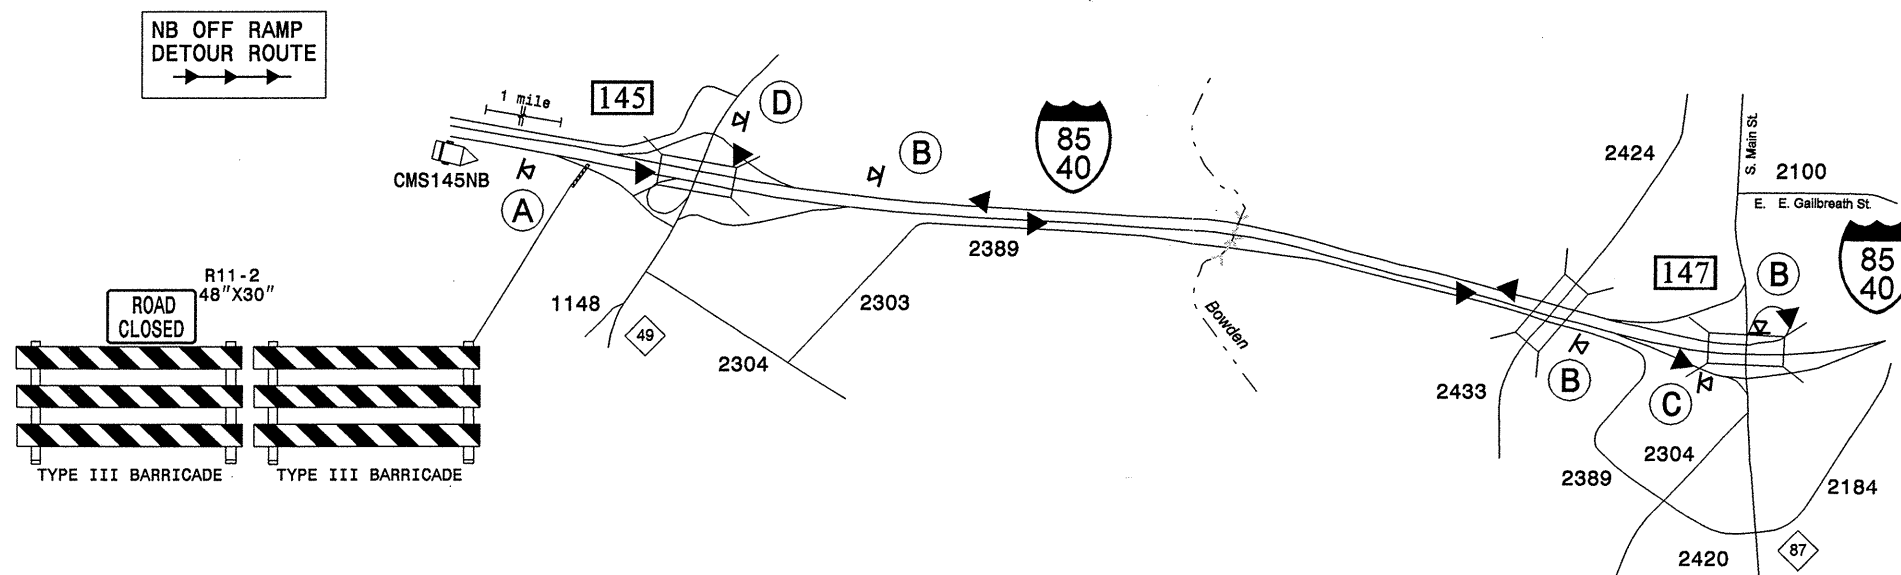 NB OFF RAMP
DETOUR ROUTE
1 mile
145
D
B
85
40
CMS145NB
A
2424
S. Main St.
2100
E. E. Gailbreath St.
85
40
2389
R11-2
48"X30"
ROAD
CLOSED
1148
49
2303
2304
Bowden
147
B
2433
B
C
2304
2389
2184
2420
87
TYPE III BARRICADE
TYPE III BARRICADE